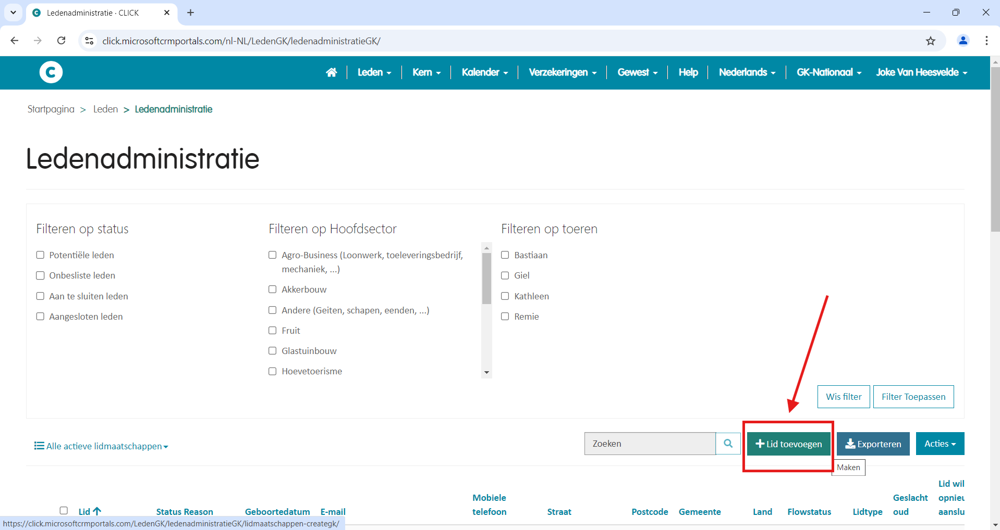 Ledenadministratie · CLICK
click.microsoftcrmportals.com/nl-NL/LedenGK/ledenadministratieGK/
C
Leden
Kern
Kalender
Verzekeringen
Gewest
Help
Nederlands
GK-Nationaal
Joke Van Heesvelde
Startpagina > Leden > Ledenadministratie
Ledenadministratie
Filteren op status
Potentiële leden
Onbesliste leden
Aan te sluiten leden
Aangesloten leden
Filteren op Hoofdsector
Agro-Business (Loonwerk, toeleveringsbedrijf,
mechaniek, ...)
Akkerbouw
Andere (Geiten, schapen, eenden, ...)
Fruit
Glastuinbouw
Hoevetoerisme
Filteren op toeren
Bastiaan
Giel
Kathleen
Remie
Wis filter
Filter Toepassen
Alle actieve lidmaatschappen
Zoeken
Lid toevoegen
Exporteren
Acties
Maken
Lid
Status Reason
Geboortedatum
E-mail
Mobiele
telefoon
Straat
Postcode
Gemeente
Land
Flowstatus
Lidtype
Geslacht
oud
Lid wil
opnieu
aanslu
https://click.microsoftcrmportals.com/LedenGK/ledenadministratieGK/lidmaatschappen-creategk/